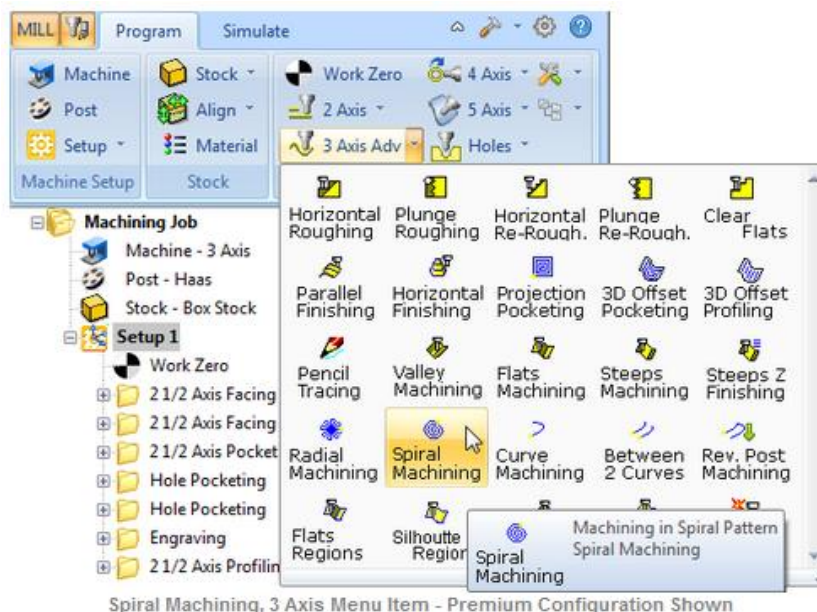 MILL Program Simulate
Machine Stock Work Zero 4 Axis
Post Align 2 Axis 5 Axis
Setup Material 3 Axis Adv Holes
Machine Setup Stock
Horizontal Plunge Horizontal Plunge Clear
Roughing Roughing Re-Rough. Re-Rough. Flats
Parallel Horizontal Projection 3D Offset 3D Offset
Finishing Finishing Pocketing Pocketing Profiling
Pencil Valley Flats Steeps Steeps Z
Tracing Machining Machining Machining Finishing
Radial Spiral Curve Between Rev. Post
Machining Machining Machining 2 Curves Machining
Flats Silhoutte
Regions Region
Machining in Spiral Pattern
Spiral Machining
Spiral
Machining
Machining Job
Machine - 3 Axis
Post - Haas
Stock - Box Stock
Setup 1
Work Zero
2 1/2 Axis Facing
2 1/2 Axis Facing
2 1/2 Axis Pocket
Hole Pocketing
Hole Pocketing
Engraving
2 1/2 Axis Profilin
Spiral Machining, 3 Axis Menu Item - Premium Configuration Shown